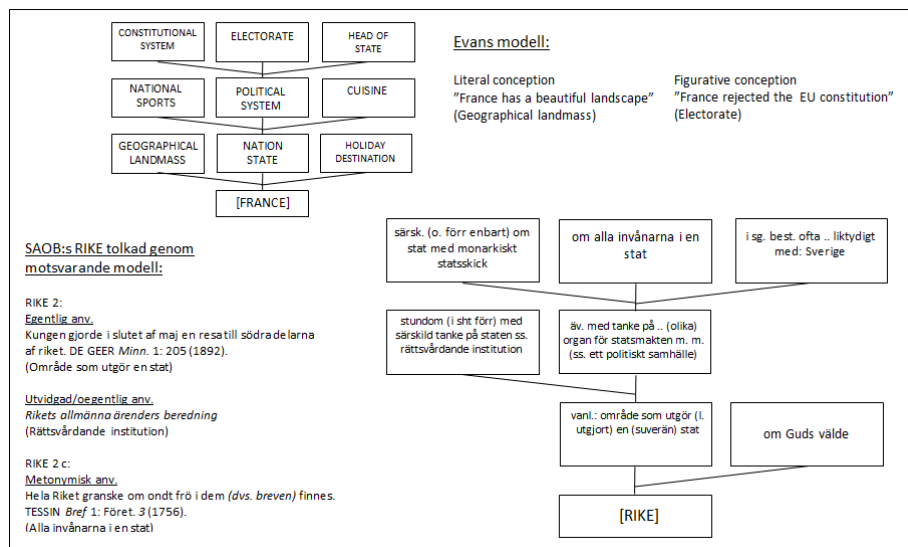 CONSTITUTIONAL
SYSTEM
ELECTORATE
HEAD OF
STATE
NATIONAL
SPORTS
POLITICAL
SYSTEM
CUISINE
GEOGRAPHICAL
LANDMASS
NATION
STATE
HOLIDAY
DESTINATION
[FRANCE]
Evans modell:
Literal conception
"France has a beautiful landscape"
(Geographical landmass)
Figurative conception
"France rejected the EU constitution"
(Electorate)
SAOB:s RIKE tolkad genom
motsvarande modell:
RIKE 2:
Egentlig anv.
Kungen gjorde i slutet af maj en resa till södra delarna
af riket. DE GEER Minn. 1: 205 (1892).
(Område som utgör en stat)
Utvidgad/oegentlig anv.
Rikets allmänna ärenders beredning
(Rättsvårdande institution)
RIKE 2 c:
Metonymisk anv.
Hela Riket granske om ondt frö i dem (dvs. breven) finnes.
TESSIN Bref 1: Föret. 3 (1756).
(Alla invånarna i en stat)
särsk. (o. förr enbart) om
stat med monarkiskt
statsskick
om alla invånarna i en
stat
i sg. best. ofta .. liktydigt
med: Sverige
stundom (i sht förr) med
särskild tanke på staten ss.
rättsvårdande institution
äv. med tanke på .. (olika)
organ för statsmakten m. m.
(ss. ett politiskt samhälle)
vanl.: område som utgör (l.
utgjort) en (suverän) stat
om Guds välde
[RIKE]